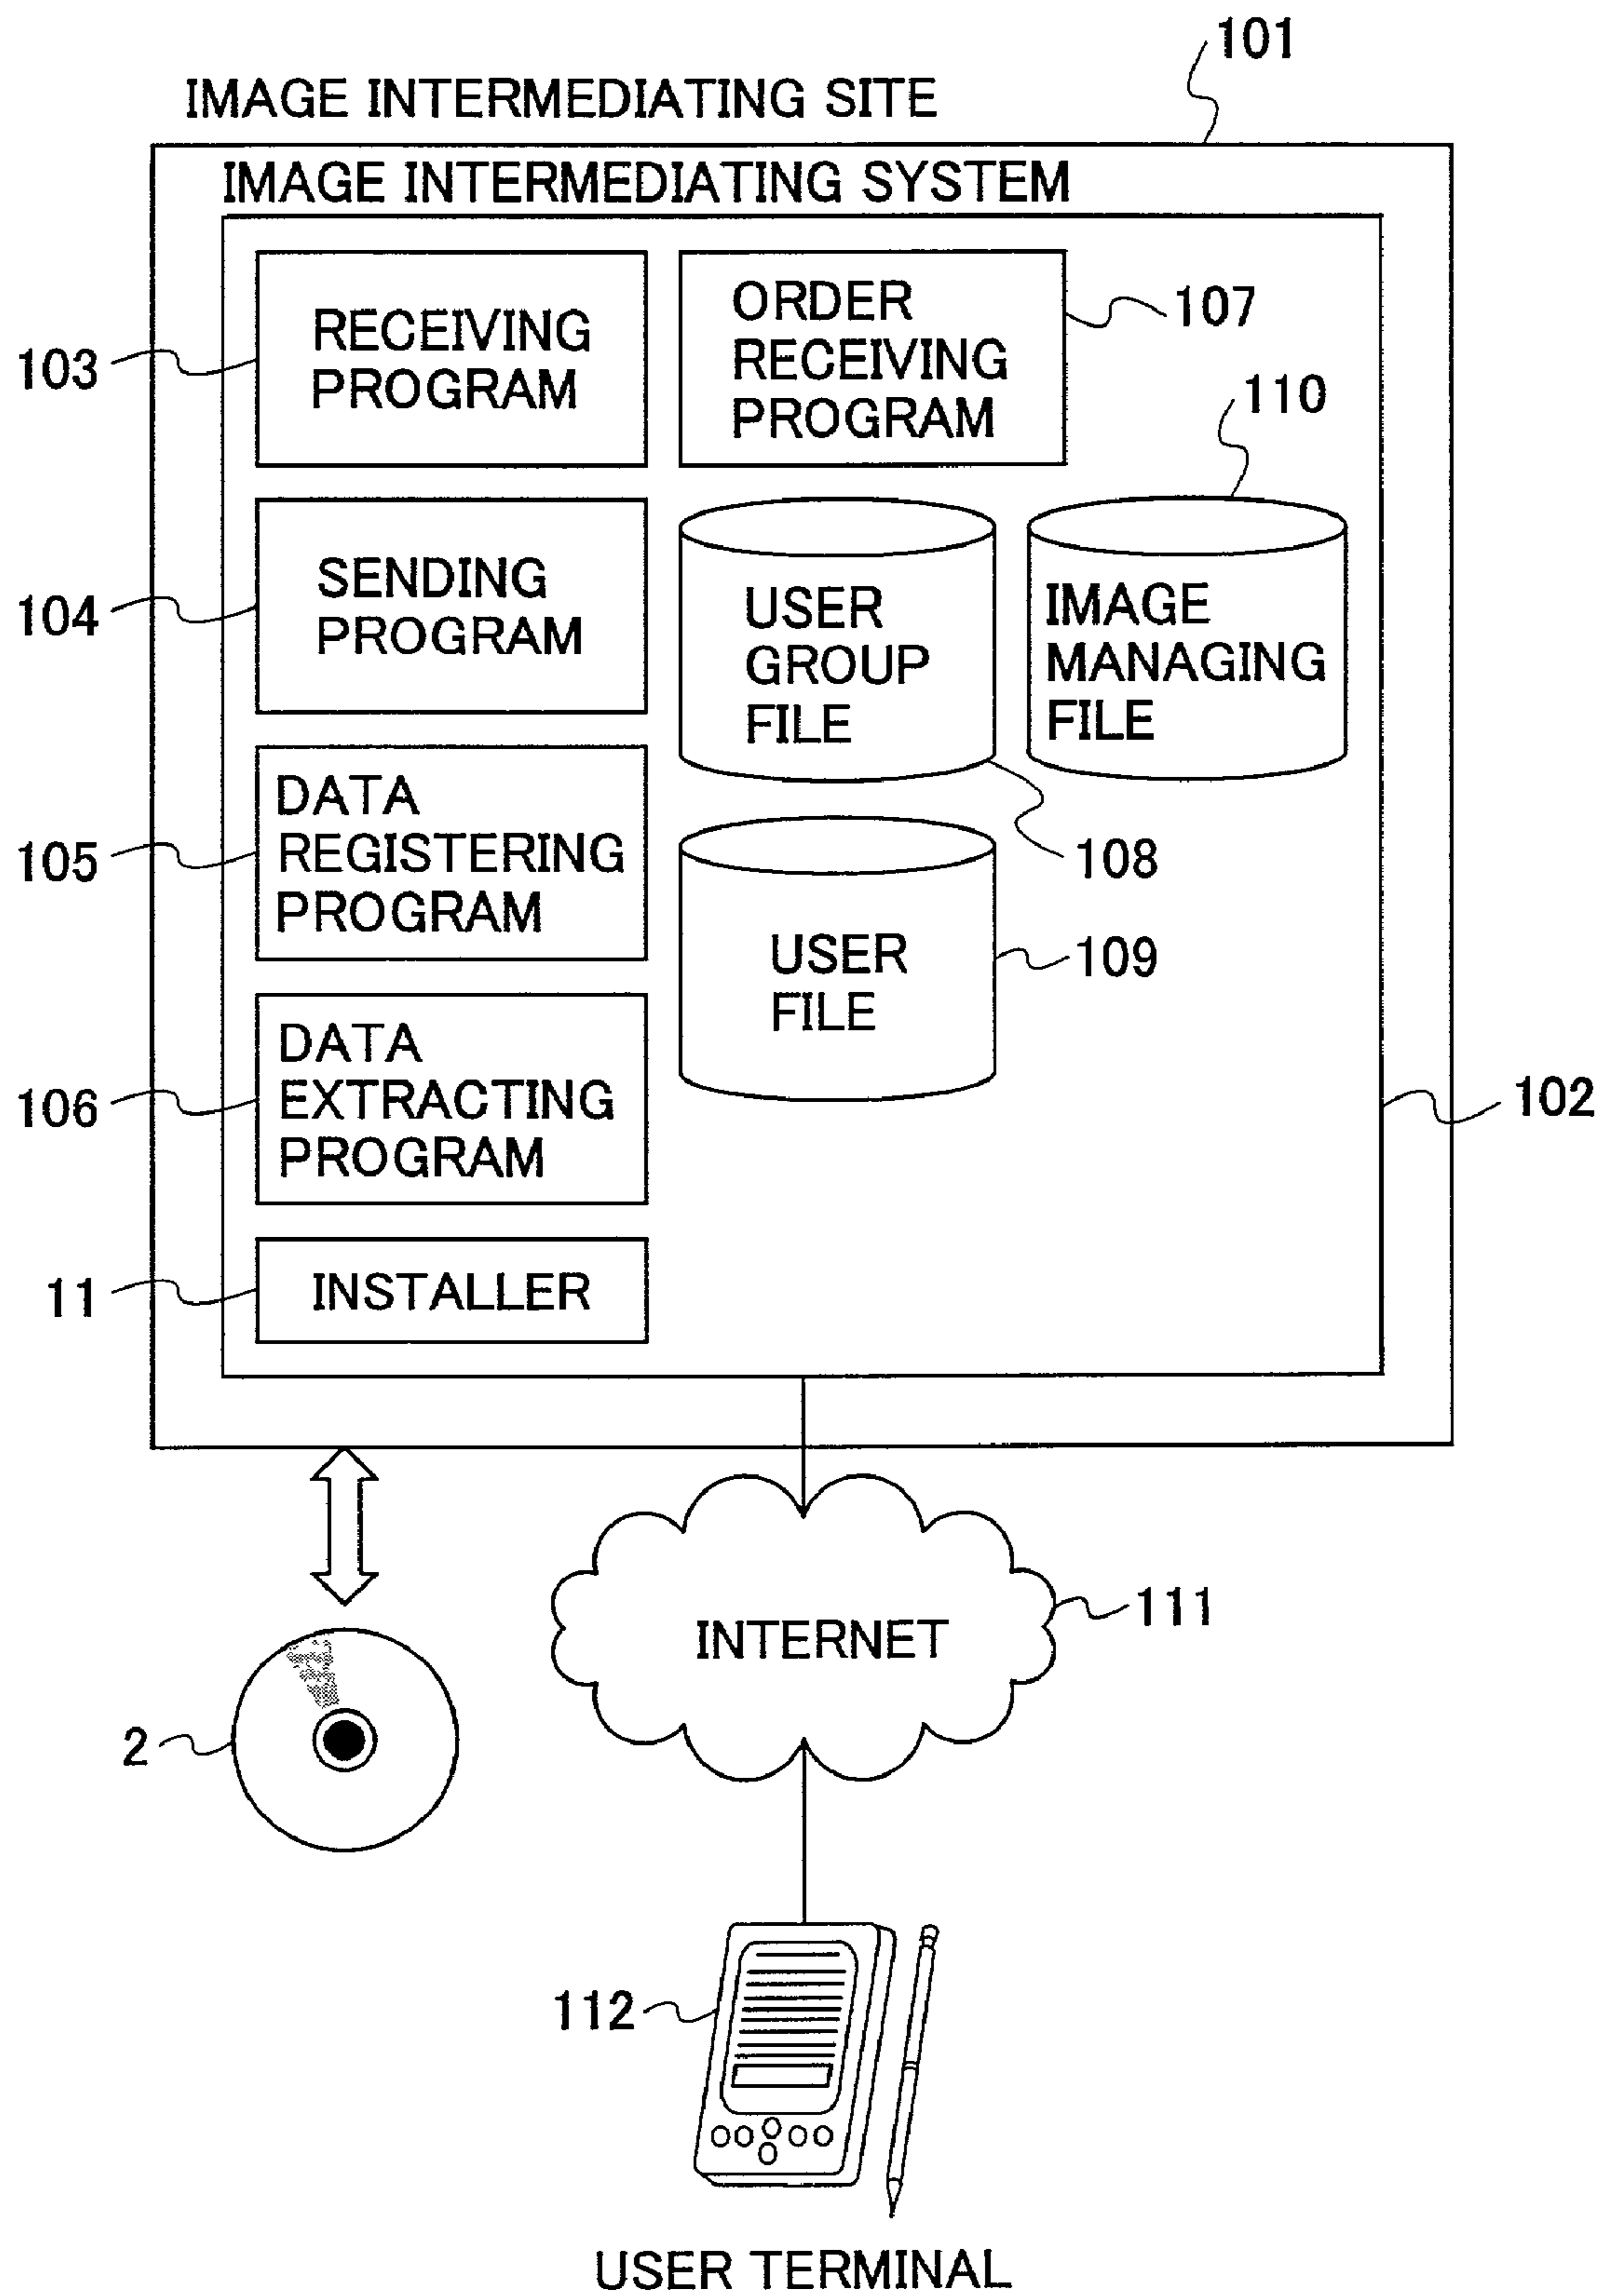 101
IMAGE INTERMEDIATING SITE
IMAGE INTERMEDIATING SYSTEM
103
RECEIVING
PROGRAM
ORDER
RECEIVING
PROGRAM
107
110
104
SENDING
PROGRAM
USER
GROUP
FILE
IMAGE
MANAGING
FILE
105
DATA
REGISTERING
PROGRAM
108
USER
FILE
109
106
DATA
EXTRACTING
PROGRAM
102
11
INSTALLER
INTERNET
111
2
112
USER TERMINAL